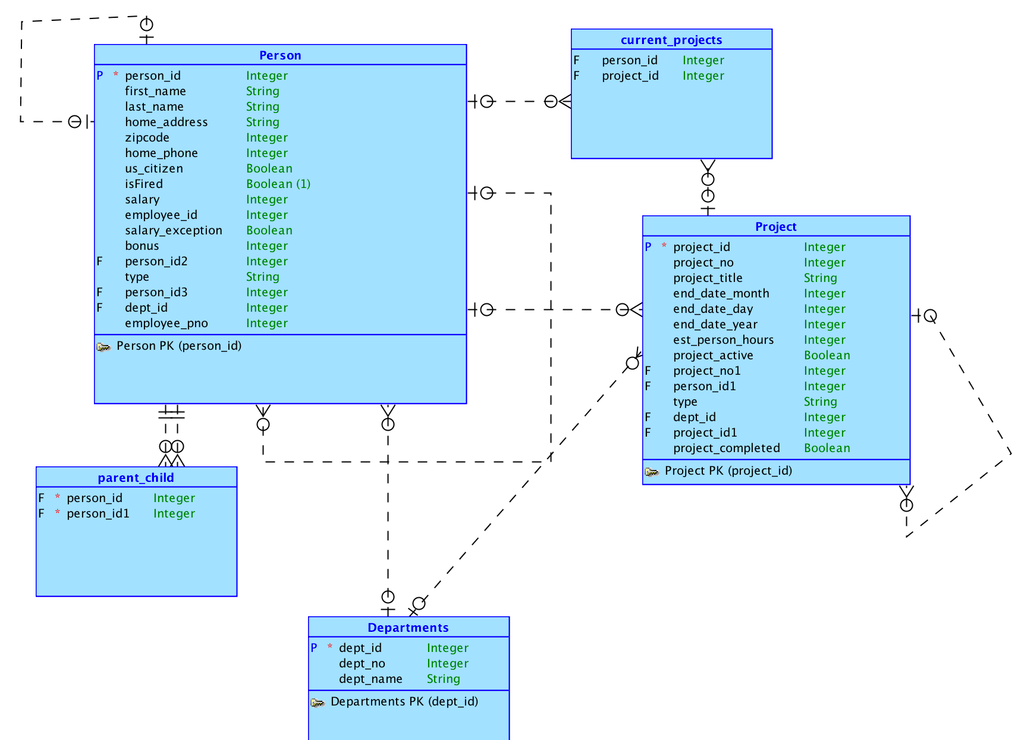 Person
P * person_id Integer
first_name String
last_name String
home_address String
zipcode Integer
home_phone Integer
us_citizen Boolean
isFired Boolean (1)
salary Integer
employee_id Integer
salary_exception Boolean
bonus Integer
F person_id2 Integer
type String
F person_id3 Integer
F dept_id Integer
employee_pno Integer
Person PK (person_id)
current_projects
F person_id Integer
F project_id Integer
Project
P * project_id Integer
project_no Integer
project_title String
end_date_month Integer
end_date_day Integer
end_date_year Integer
est_person_hours Integer
project_active Boolean
F project_no1 Integer
F person_id1 Integer
type String
F dept_id Integer
F project_id1 Integer
project_completed Boolean
Project PK (project_id)
parent_child
F * person_id Integer
F * person_id1 Integer
Departments
P * dept_id Integer
dept_no Integer
dept_name String
Departments PK (dept_id)